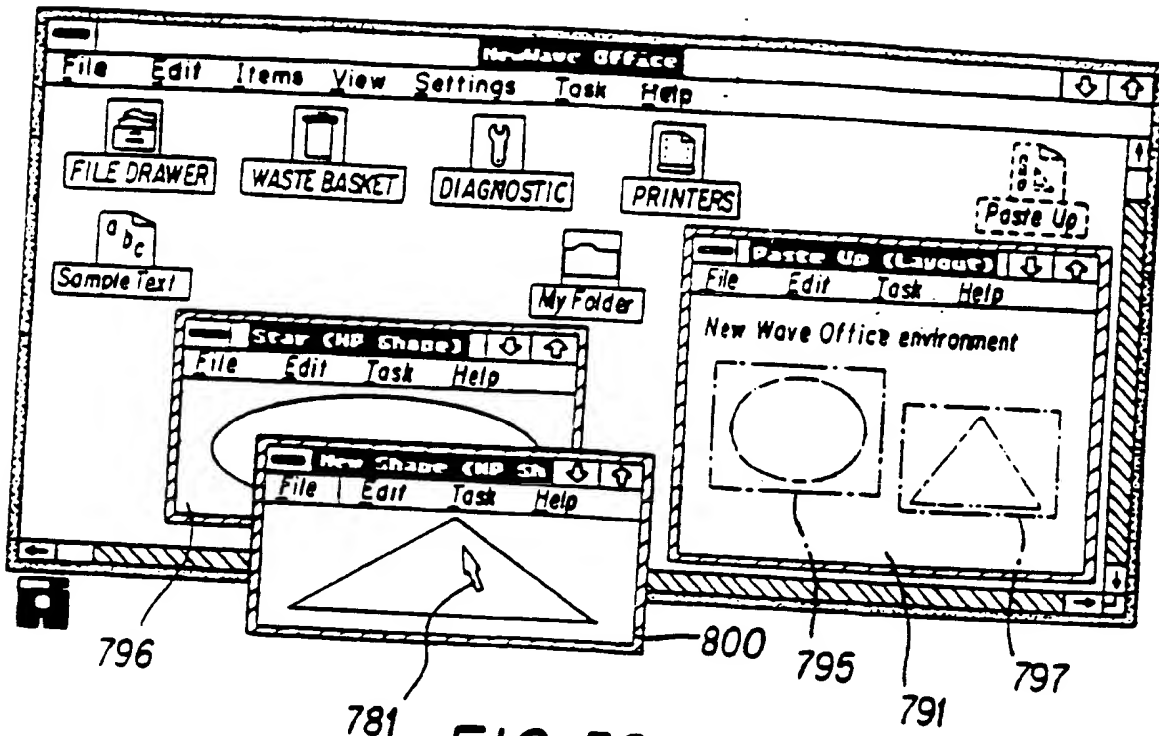 NewWave Office
File Edit Items View Settings Task Help
FILE DRAWER WASTE BASKET DIAGNOSTIC PRINTERS
Paste Up
abc
Sample Text
My Folder
Paste Up (Layout)
File Edit Task Help
New Wave Office environment
Star (HP Shape)
File Edit Task Help
New Shape (HP Sh
File Edit Task Help
796
781
800
795
791
797